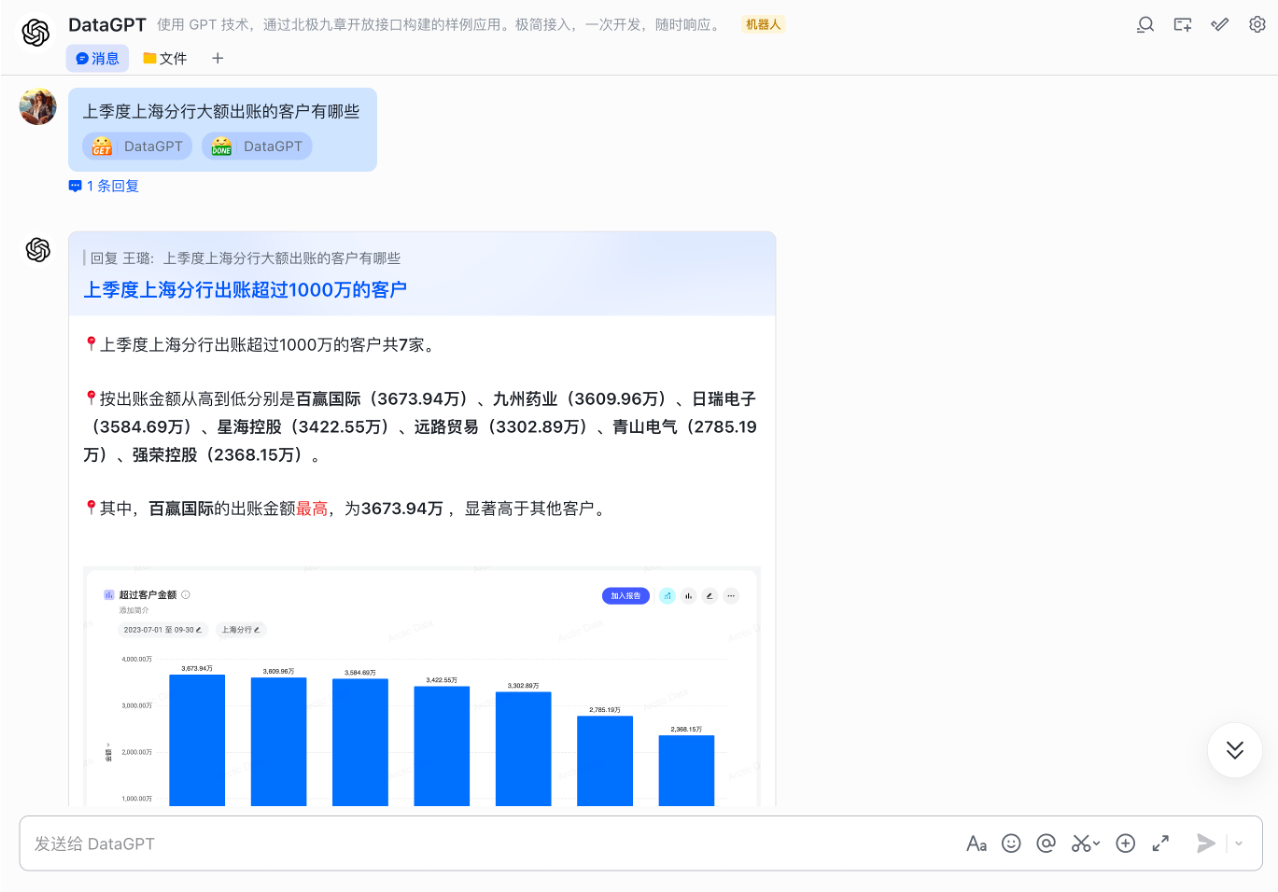 DataGPT 使用 GPT 技术，通过北极九章开放接口构建的样例应用。极简接入，一次开发，随时响应。 机器人
消息 文件
上季度上海分行大额出账的客户有哪些
GET DataGPT DONE DataGPT
1 条回复
回复 王璐: 上季度上海分行大额出账的客户有哪些
上季度上海分行出账超过1000万的客户
上季度上海分行出账超过1000万的客户共7家。
按出账金额从高到低分别是百赢国际（3673.94万）、九州药业（3609.96万）、日瑞电子
（3584.69万）、星海控股（3422.55万）、远路贸易（3302.89万）、青山电气（2785.19
万）、强荣控股（2368.15万）。
其中，百赢国际的出账金额最高，为3673.94万 ，显著高于其他客户。
超过客户金额 加入报告
添加简介
2023-07-01 至 09-30 上海分行
4,000.00万
3,673.94万 3,609.96万 3,584.69万 3,422.55万 3,302.89万 2,785.19万 2,368.15万
3,000.00万
金额
2,000.00万
1,000.00万
发送给 DataGPT Aa